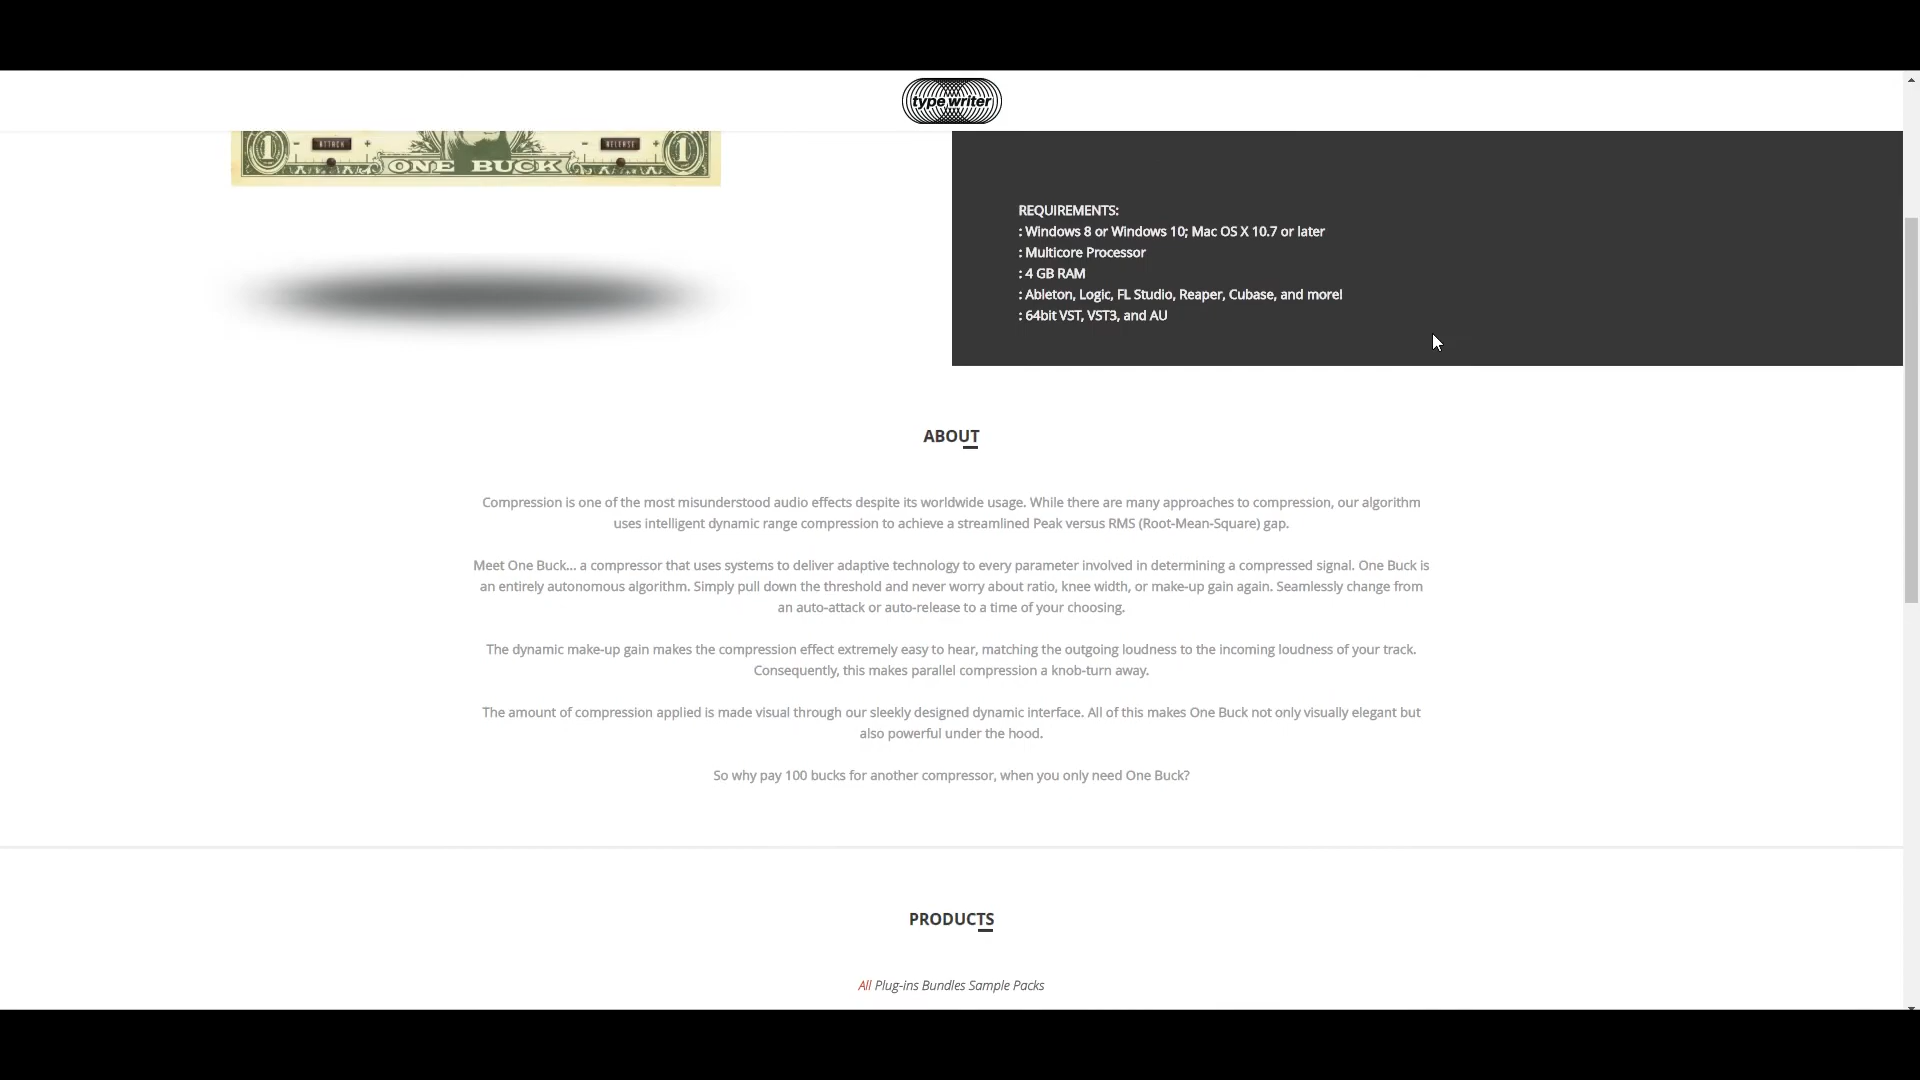 type writer
1 ATTACK - + ONE BUCK - + RELEASE 1
REQUIREMENTS:
: Windows 8 or Windows 10; Mac OS X 10.7 or later
: Multicore Processor
: 4 GB RAM
: Ableton, Logic, FL Studio, Reaper, Cubase, and more!
: 64bit VST, VST3, and AU
ABOUT
Compression is one of the most misunderstood audio effects despite its worldwide usage. While there are many approaches to compression, our algorithm
uses intelligent dynamic range compression to achieve a streamlined Peak versus RMS (Root-Mean-Square) gap.
Meet One Buck... a compressor that uses systems to deliver adaptive technology to every parameter involved in determining a compressed signal. One Buck is
an entirely autonomous algorithm. Simply pull down the threshold and never worry about ratio, knee width, or make-up gain again. Seamlessly change from
an auto-attack or auto-release to a time of your choosing.
The dynamic make-up gain makes the compression effect extremely easy to hear, matching the outgoing loudness to the incoming loudness of your track.
Consequently, this makes parallel compression a knob-turn away.
The amount of compression applied is made visual through our sleekly designed dynamic interface. All of this makes One Buck not only visually elegant but
also powerful under the hood.
So why pay 100 bucks for another compressor, when you only need One Buck?
PRODUCTS
All Plug-ins Bundles Sample Packs